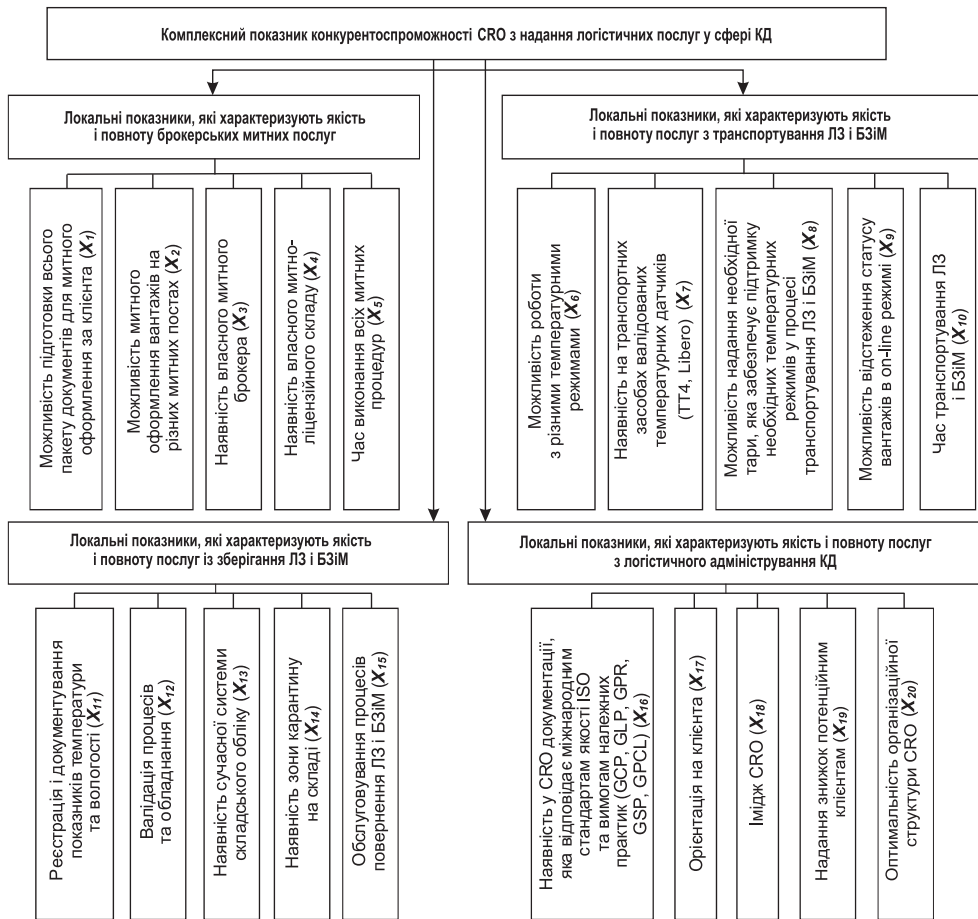 Комплексний показник конкурентоспроможності CRO з надання логістичних послуг у сфері КД
Локальні показники, які характеризують якість
і повноту брокерських митних послуг
Можливість підготовки всього
пакету документів для митного
оформлення за клієнта (X1)
Можливість митного
оформлення вантажів на
різних митних постах (X2)
Наявність власного митного
брокера (X3)
Наявність власного митно-
ліцензійного складу (X4)
Час виконання всіх митних
процедур (X5)
Локальні показники, які характеризують якість
і повноту послуг з транспортування ЛЗ і БЗіМ
Можливість роботи
з різними температурними
режимами (X6)
Наявність на транспортних
засобах валідованих
температурних датчиків
(TT4, Libero) (X7)
Можливість надання необхідної
тари, яка забезпечує підтримку
необхідних температурних
режимів у процесі
транспортування ЛЗ і БЗіМ (X8)
Можливість відстеження статусу
вантажів в on-line режимі (X9)
Час транспортування ЛЗ
і БЗіМ (X10)
Локальні показники, які характеризують якість
і повноту послуг із зберігання ЛЗ і БЗіМ
Реєстрація і документування
показників температури
та вологості (X11)
Валідація процесів
та обладнання (X12)
Наявність сучасної системи
складського обліку (X13)
Наявність зони карантину
на складі (X14)
Обслуговування процесів
повернення ЛЗ і БЗіМ (X15)
Локальні показники, які характеризують якість і повноту послуг
з логістичного адміністрування КД
Наявність у CRO документації,
яка відповідає міжнародним
стандартам якості ISO
та вимогам належних
практик (GCP, GLP, GPR,
GSP, GPCL) (X16)
Орієнтація на клієнта (X17)
Імідж CRO (X18)
Надання знижок потенційним
клієнтам (X19)
Оптимальність організаційної
структури CRO (X20)